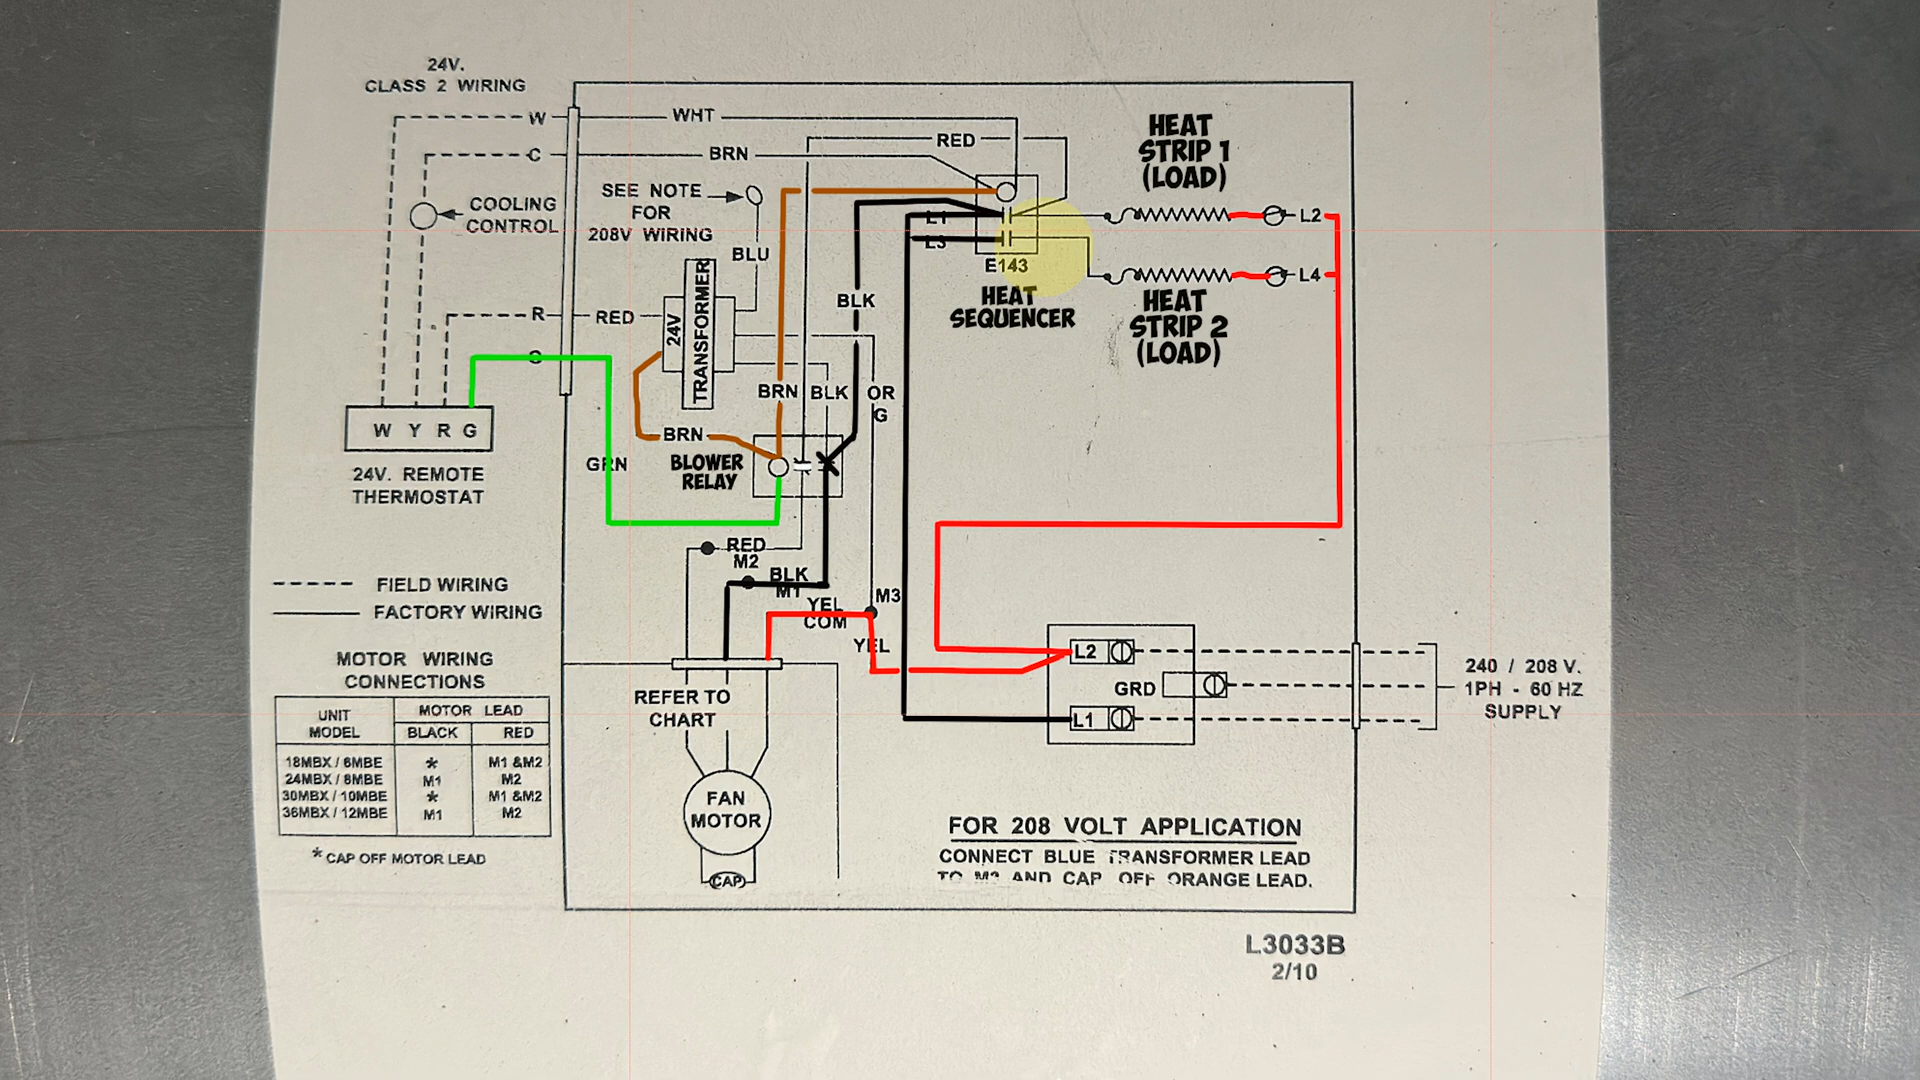 24V.
CLASS 2 WIRING
W
WHT
RED
C
BRN
HEAT
STRIP 1
(LOAD)
SEE NOTE
FOR
208V WIRING
COOLING
CONTROL
BLU
L1
L2
L3
E143
L4
HEAT
SEQUENCER
HEAT
STRIP 2
(LOAD)
R
RED
24V
TRANSFORMER
BLK
BRN
BLK
OR
G
W Y R G
BRN
BLOWER
RELAY
GRN
24V. REMOTE
THERMOSTAT
RED
M2
BLK
M1
YEL
COM
M3
YEL
FIELD WIRING
FACTORY WIRING
L2
GRD
L1
240 / 208 V.
1PH - 60 HZ
SUPPLY
MOTOR WIRING
CONNECTIONS
REFER TO
CHART
UNIT
MODEL
MOTOR LEAD
BLACK
RED
18MBX / 6MBE * M1 &M2
24MBX / 8MBE M1 M2
30MBX / 10MBE * M1 &M2
36MBX / 12MBE M1 M2
* CAP OFF MOTOR LEAD
FAN
MOTOR
CAP
FOR 208 VOLT APPLICATION
CONNECT BLUE TRANSFORMER LEAD
TO AND CAP OFF ORANGE LEAD.
L3033B
2/10